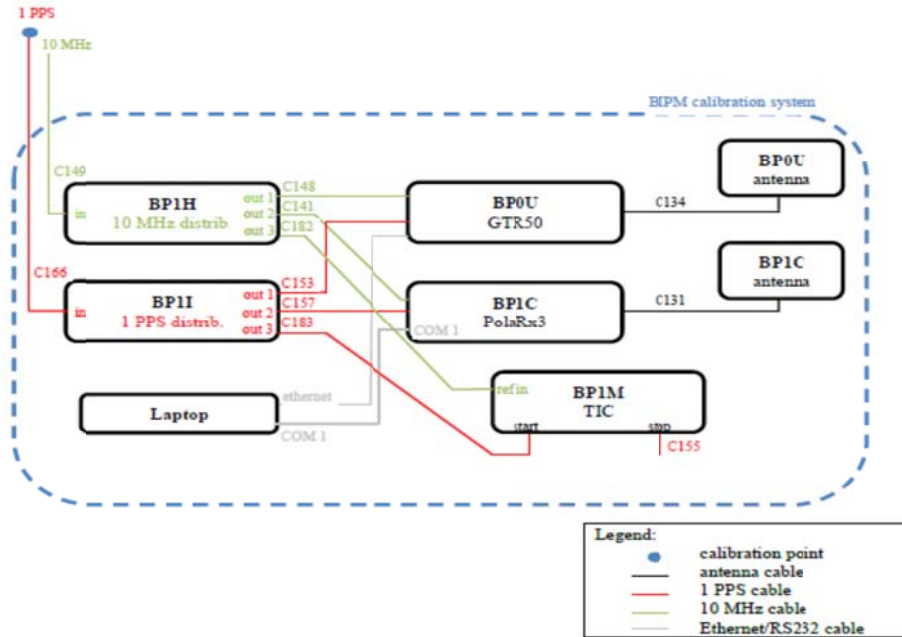 1 PPS
10 MHz
BIPM calibration system
BP0U
antenna
C149
C148
BP1H
out 1
C141
BP0U
in
10 MHz distrib.
out 2
C182
GTR50
C134
out 3
BP1C
antenna
C166
C153
BP1I
out 1
C157
BP1C
C131
in
1 PPS distrib.
out 2
C183
PolaRx3
out 3
COM 1
ethernet
ref in
BP1M
Laptop
TIC
COM 1
start
stop
C155
Legend:
calibration point
antenna cable
1 PPS cable
10 MHz cable
Ethernet/RS232 cable